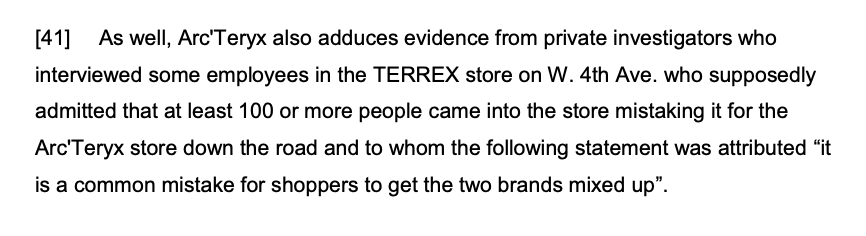 [41] As well, Arc'Teryx also adduces evidence from private investigators who
interviewed some employees in the TERREX store on W. 4th Ave. who supposedly
admitted that at least 100 or more people came into the store mistaking it for the
Arc'Teryx store down the road and to whom the following statement was attributed “it
is a common mistake for shoppers to get the two brands mixed up”.